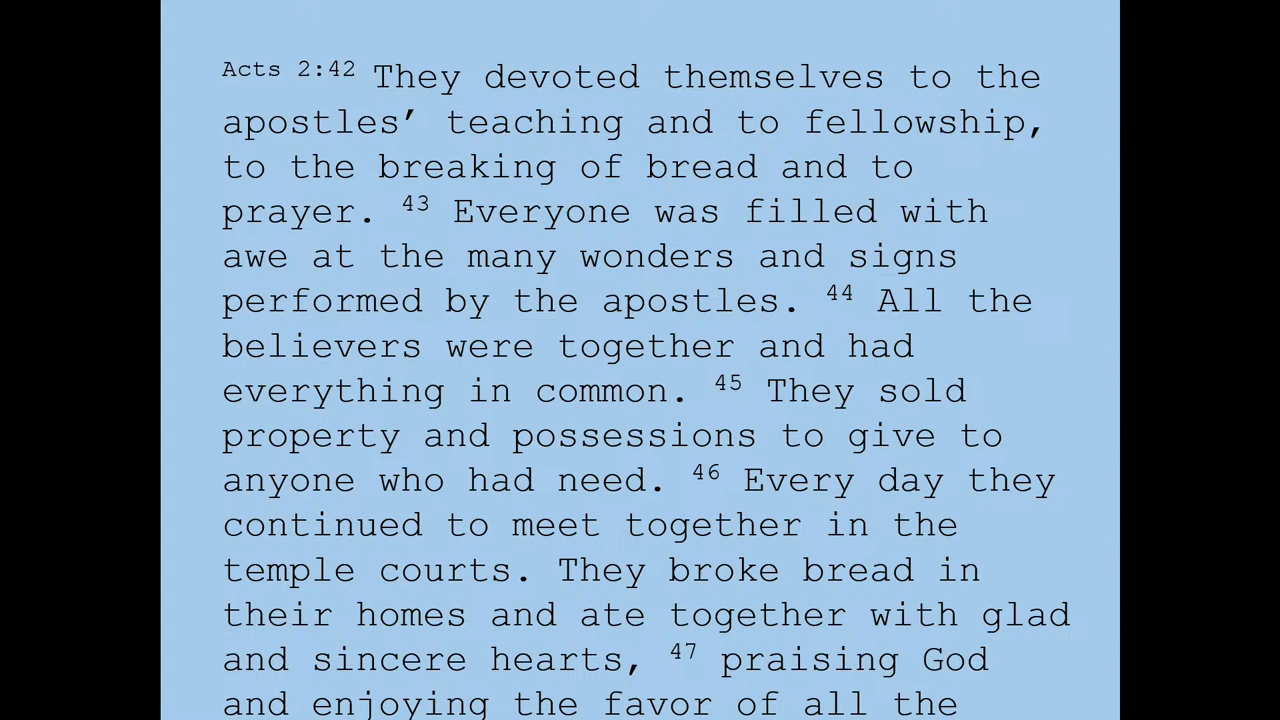 Acts 2:42 They devoted themselves to the
apostles’ teaching and to fellowship,
to the breaking of bread and to
prayer. 43 Everyone was filled with
awe at the many wonders and signs
performed by the apostles. 44 All the
believers were together and had
everything in common. 45 They sold
property and possessions to give to
anyone who had need. 46 Every day they
continued to meet together in the
temple courts. They broke bread in
their homes and ate together with glad
and sincere hearts, 47 praising God
and enjoying the favor of all the